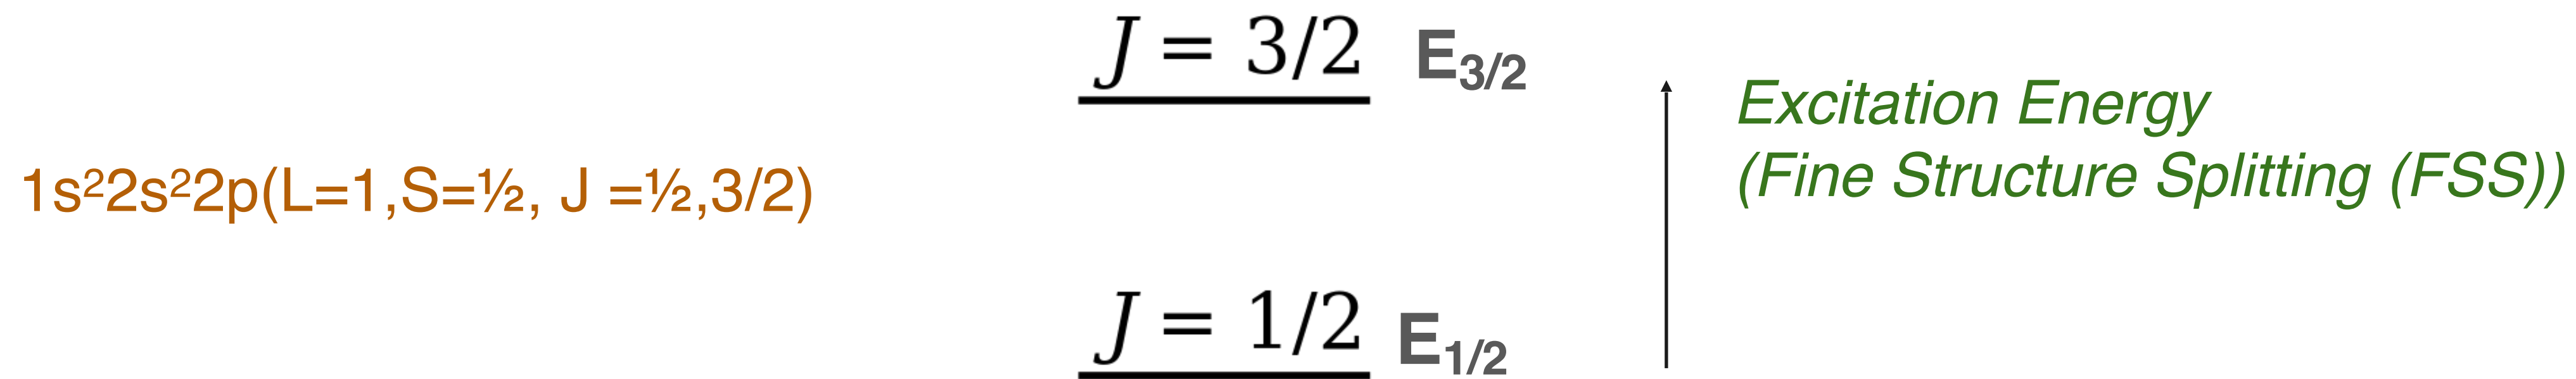 J = 3/2 E₃/₂
Excitation Energy
(Fine Structure Splitting (FSS))
1s²2s²2p(L=1,S=½, J =½,3/2)
J = 1/2 E₁/₂